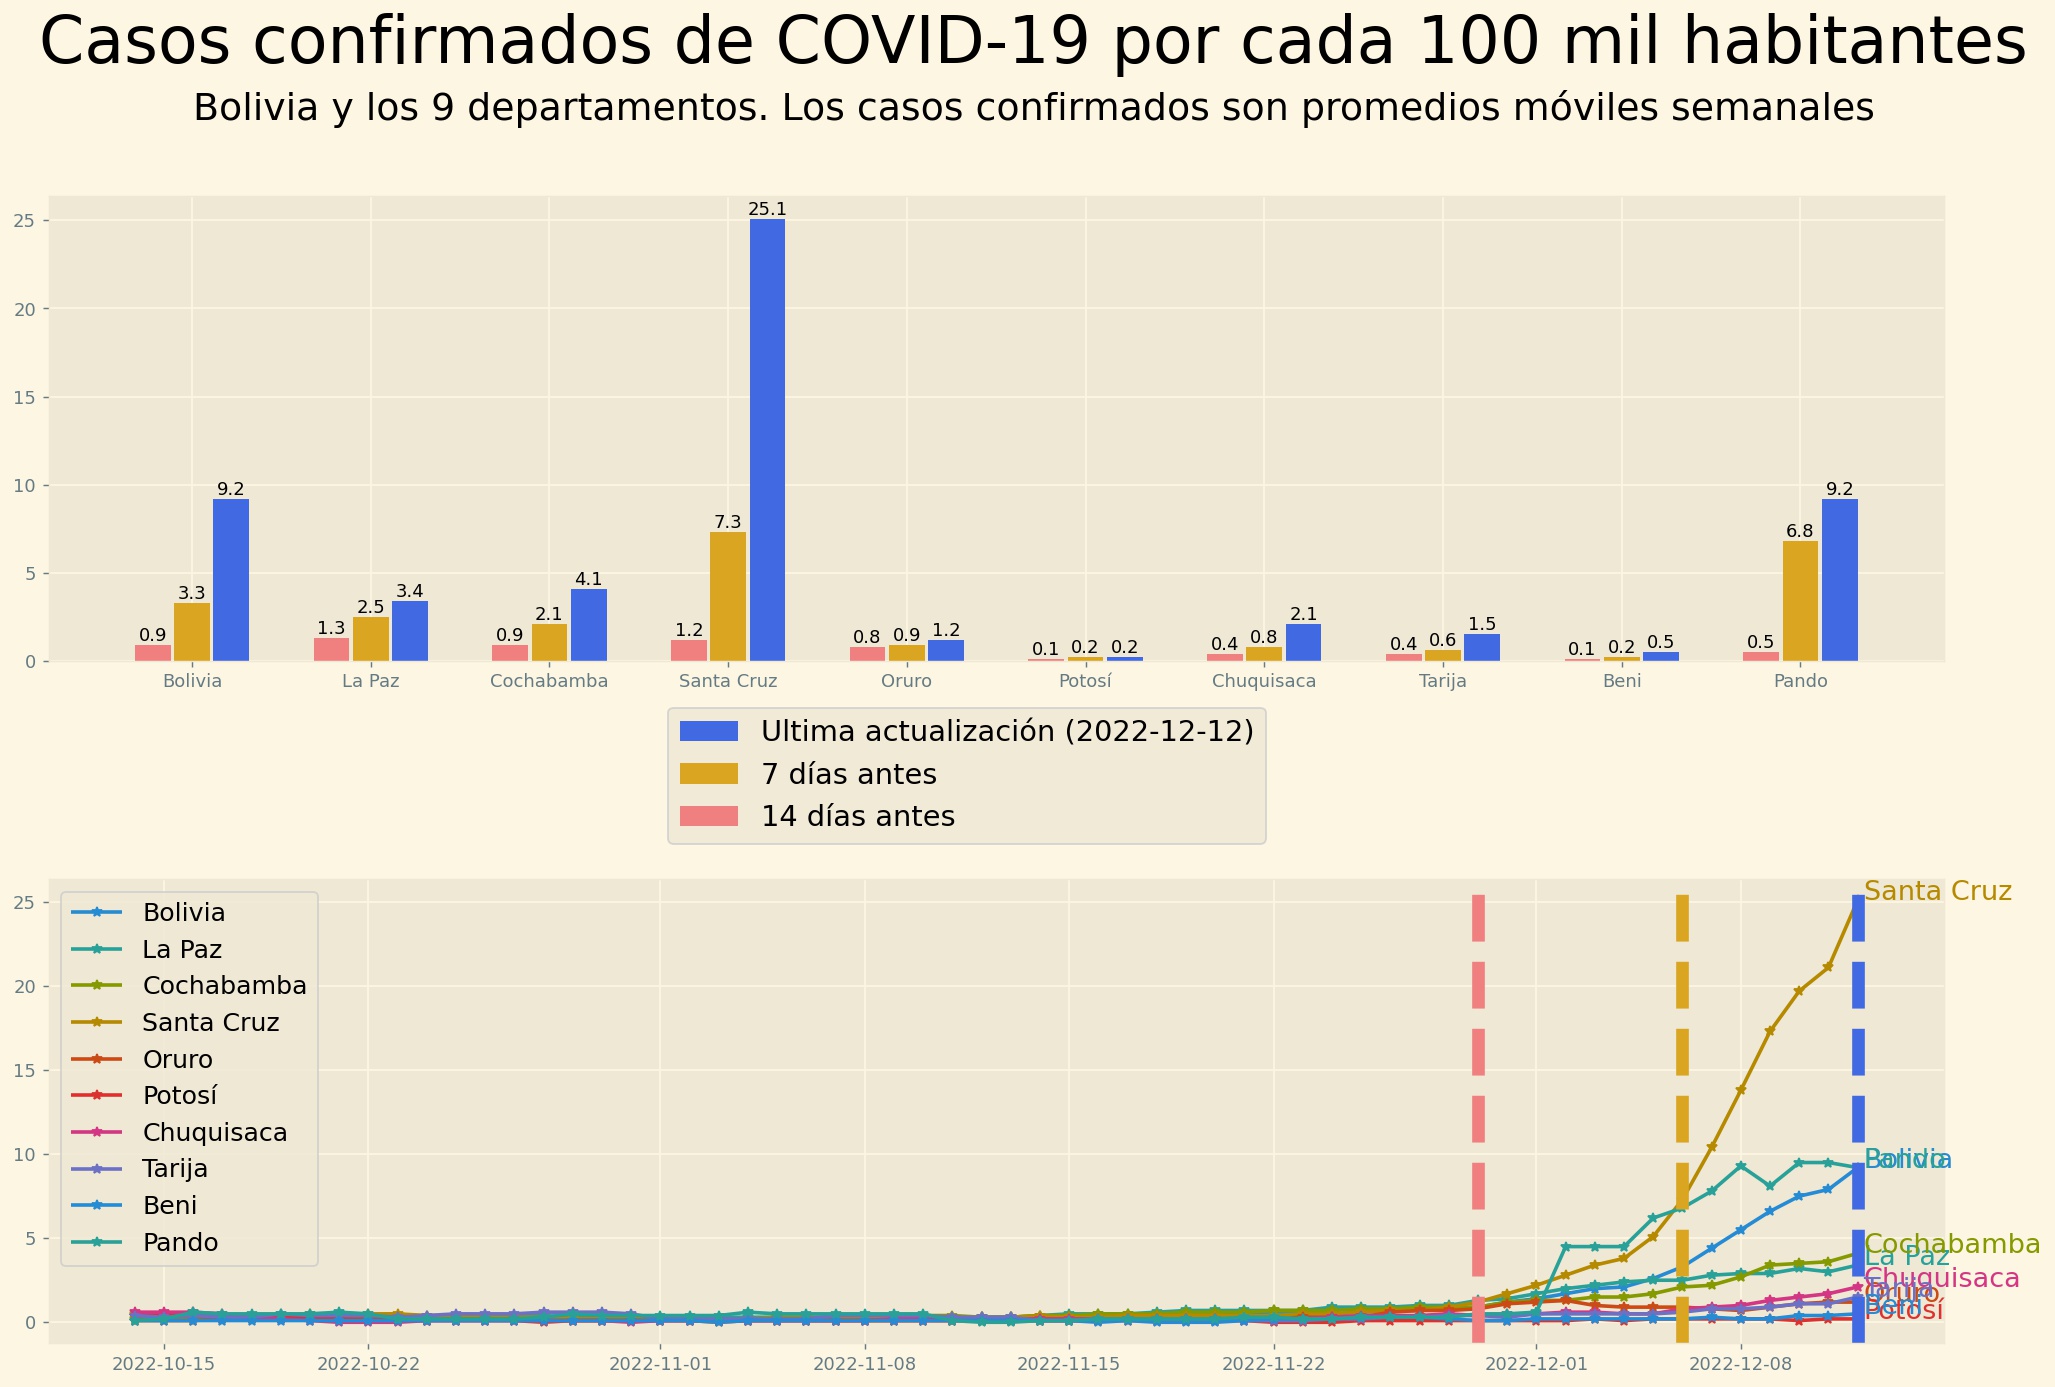 Casos confirmados de COVID-19 por cada 100 mil habitantes
Bolivia y los 9 departamentos. Los casos confirmados son promedios móviles semanales
25
20
15
10
5
0
0.9 3.3 9.2
1.3 2.5 3.4
0.9 2.1 4.1
1.2 7.3 25.1
0.8 0.9 1.2
0.1 0.2 0.2
0.4 0.8 2.1
0.4 0.6 1.5
0.1 0.2 0.5
0.5 6.8 9.2
Bolivia La Paz Cochabamba Santa Cruz Oruro Potosí Chuquisaca Tarija Beni Pando
Ultima actualización (2022-12-12)
7 días antes
14 días antes
25
20
15
10
5
0
Bolivia
La Paz
Cochabamba
Santa Cruz
Oruro
Potosí
Chuquisaca
Tarija
Beni
Pando
Santa Cruz
Bolivia
Pando
Cochabamba
La Paz
Chuquisaca
Tarija
Oruro
Beni
Potosí
2022-10-15 2022-10-22 2022-11-01 2022-11-08 2022-11-15 2022-11-22 2022-12-01 2022-12-08